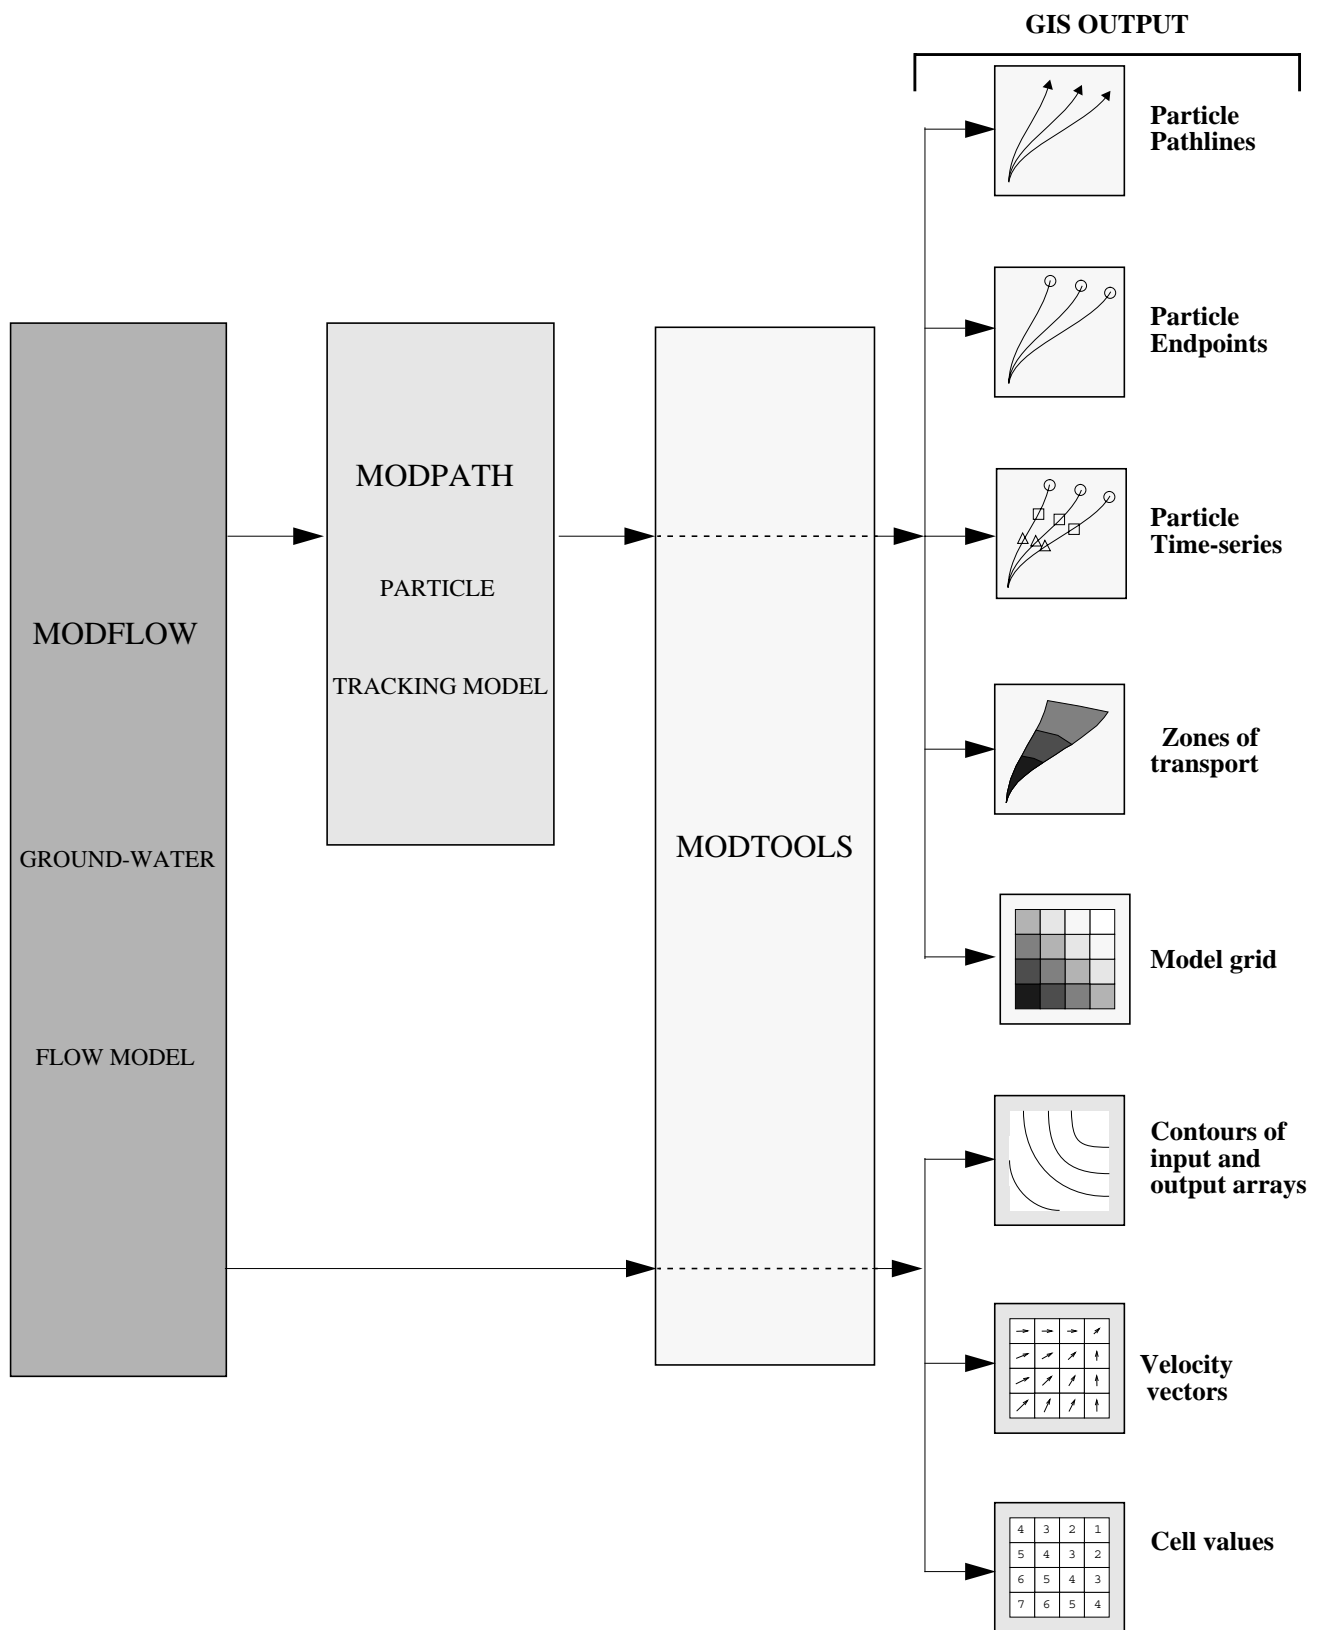 GIS OUTPUT
Particle
Pathlines
Particle
Endpoints
MODPATH
PARTICLE
TRACKING MODEL
Particle
Time-series
MODFLOW
GROUND-WATER
FLOW MODEL
MODTOOLS
Zones of
transport
Model grid
Contours of
input and
output arrays
Velocity
vectors
Cell values
4 3 2 1
5 4 3 2
6 5 4 3
7 6 5 4